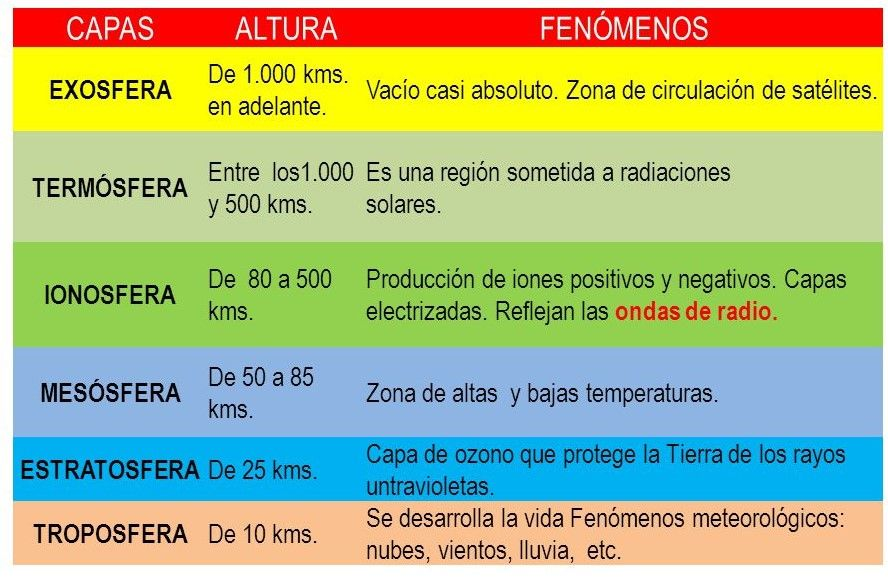 CAPAS ALTURA FENÓMENOS
EXOSFERA
De 1.000 kms.
en adelante.
Vacío casi absoluto. Zona de circulación de satélites.
TERMÓSFERA
Entre los1.000
y 500 kms.
Es una región sometida a radiaciones
solares.
IONOSFERA
De 80 a 500
kms.
Producción de iones positivos y negativos. Capas
electrizadas. Reflejan las ondas de radio.
MESÓSFERA
De 50 a 85
kms.
Zona de altas y bajas temperaturas.
ESTRATOSFERA
De 25 kms.
Capa de ozono que protege la Tierra de los rayos
untravioletas.
TROPOSFERA
De 10 kms.
Se desarrolla la vida Fenómenos meteorológicos:
nubes, vientos, lluvia, etc.